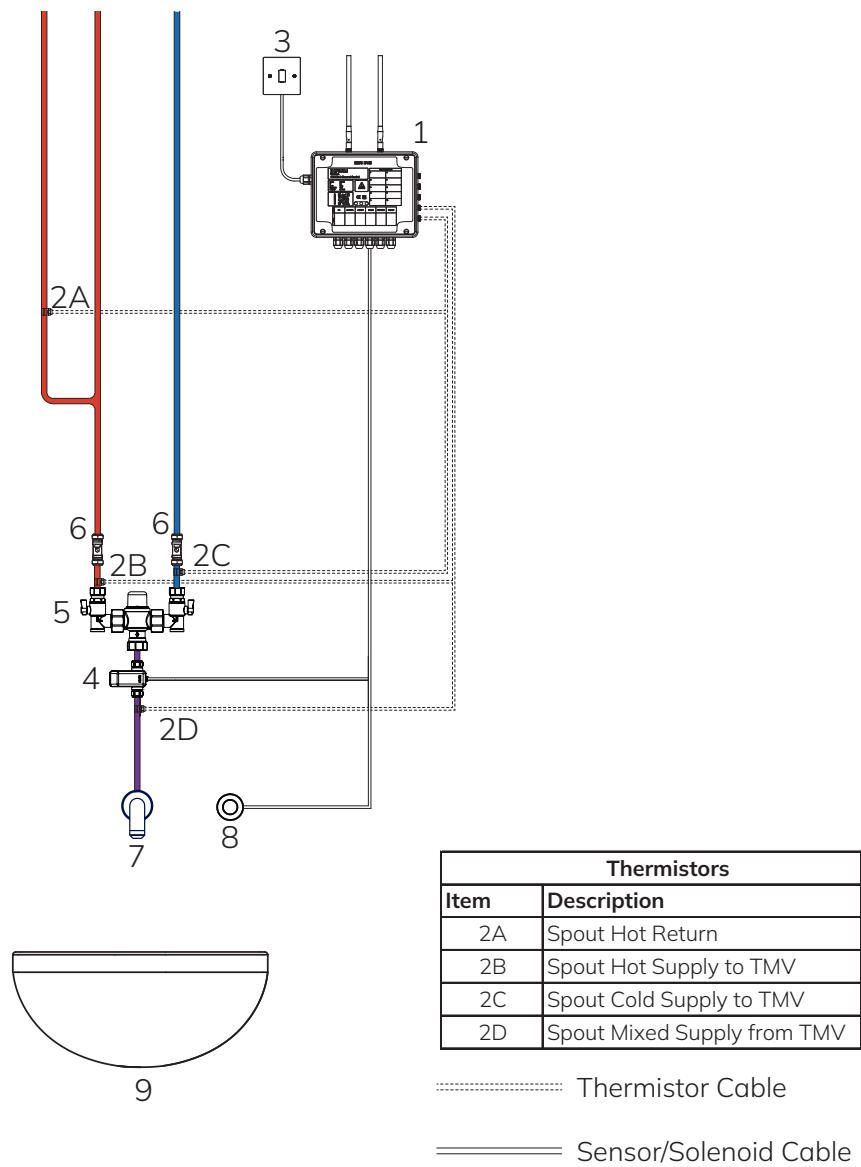 3
1
2A
6
6
2C
2B
5
4
2D
8
7
9
Thermistors
Item Description
2A Spout Hot Return
2B Spout Hot Supply to TMV
2C Spout Cold Supply to TMV
2D Spout Mixed Supply from TMV
Thermistor Cable
Sensor/Solenoid Cable